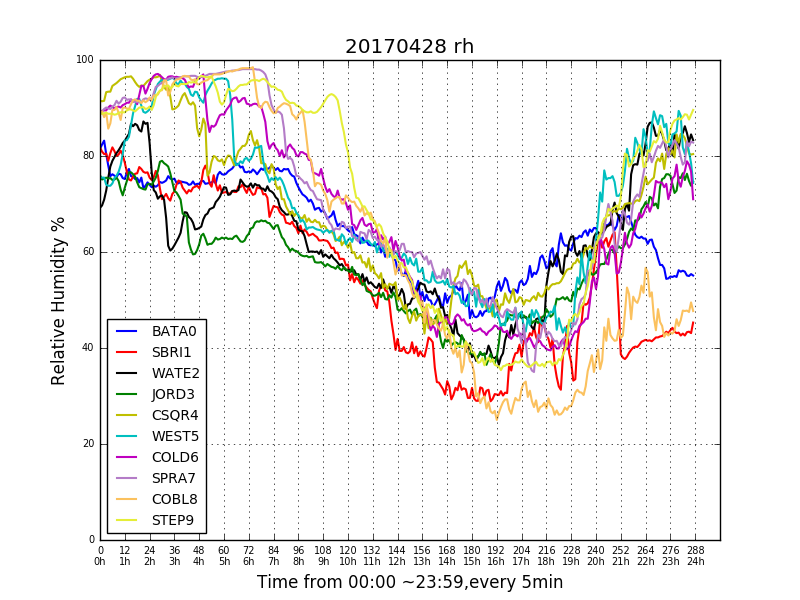 20170428 rh
100
80
60
40
20
0
Relative Humidity %
BATA0
SBRI1
WATE2
JORD3
CSQR4
WEST5
COLD6
SPRA7
COBL8
STEP9
0 12 24 36 48 60 72 84 96 108 120 132 144 156 168 180 192 204 216 228 240 252 264 276 288
0h 1h 2h 3h 4h 5h 6h 7h 8h 9h 10h 11h 12h 13h 14h 15h 16h 17h 18h 19h 20h 21h 22h 23h 24h
Time from 00:00 ~23:59,every 5min